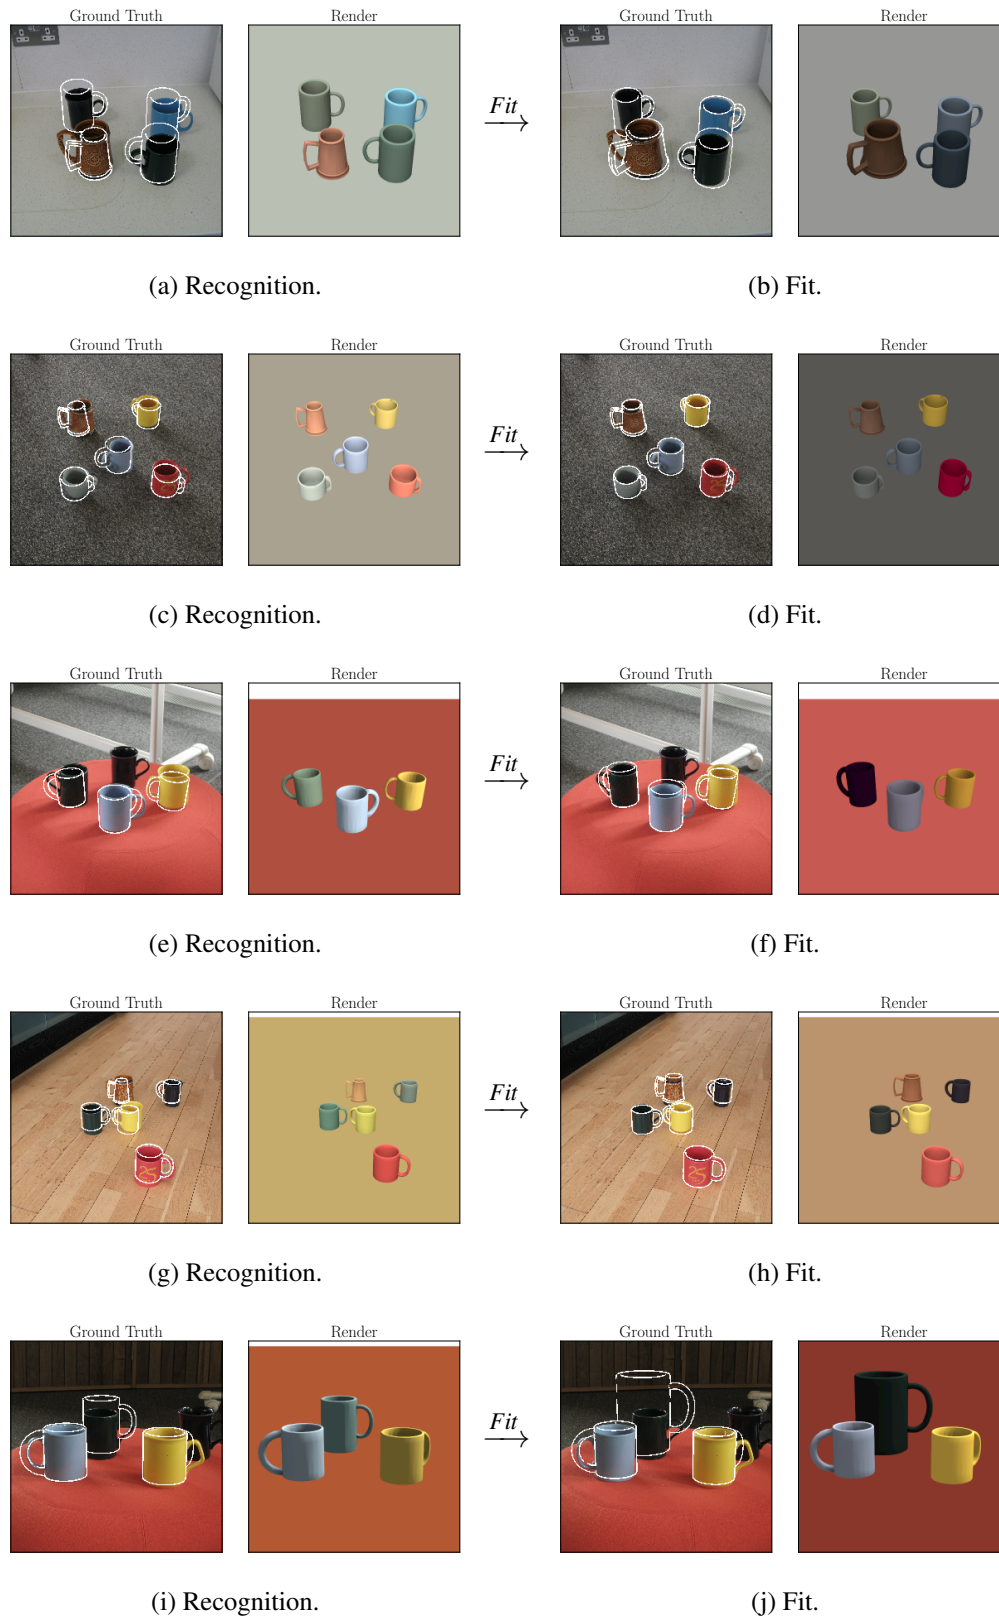 Ground Truth Render Fit Ground Truth Render
(a) Recognition. (b) Fit.
Ground Truth Render Fit Ground Truth Render
(c) Recognition. (d) Fit.
Ground Truth Render Fit Ground Truth Render
(e) Recognition. (f) Fit.
Ground Truth Render Fit Ground Truth Render
(g) Recognition. (h) Fit.
Ground Truth Render Fit Ground Truth Render
(i) Recognition. (j) Fit.